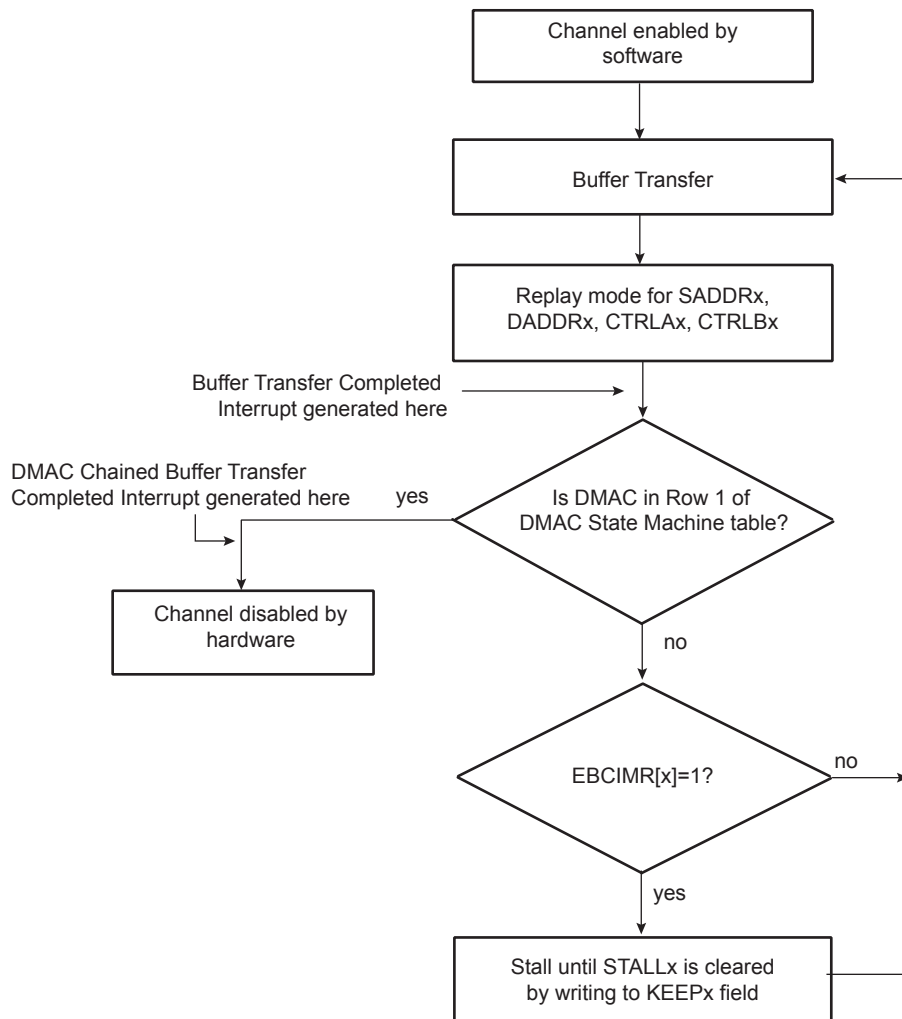 Channel enabled by
software
Buffer Transfer
Replay mode for SADDRx,
DADDRx, CTRLAx, CTRLBx
Buffer Transfer Completed
Interrupt generated here
DMAC Chained Buffer Transfer
Completed Interrupt generated here
yes
Is DMAC in Row 1 of
DMAC State Machine table?
Channel disabled by
hardware
no
EBCIMR[x]=1?
no
yes
Stall until STALLx is cleared
by writing to KEEPx field